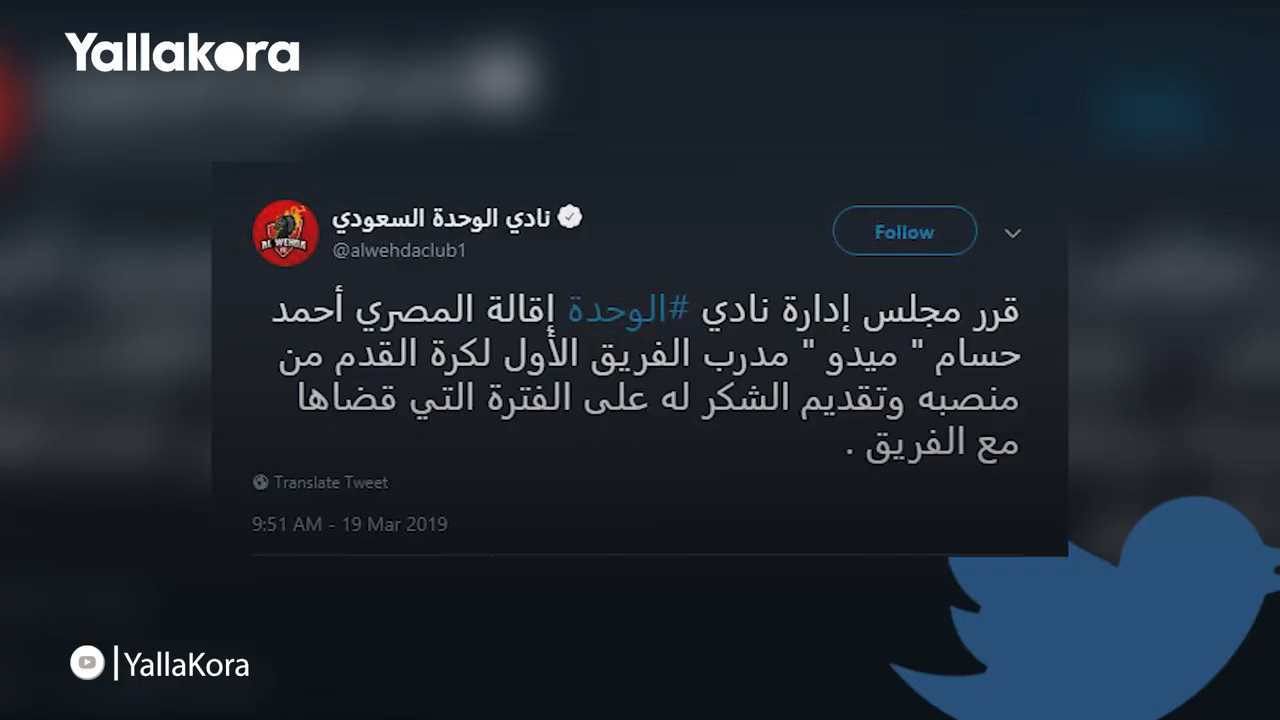 Yallakora
نادي الوحدة السعودي
@alwehdaclub1
Follow
قرر مجلس إدارة نادي #الوحدة إقالة المصري أحمد
حسام " ميدو " مدرب الفريق الأول لكرة القدم من
منصبه وتقديم الشكر له على الفترة التي قضاها
مع الفريق .
Translate Tweet
9:51 AM - 19 Mar 2019
|YallaKora
AL WEHDA